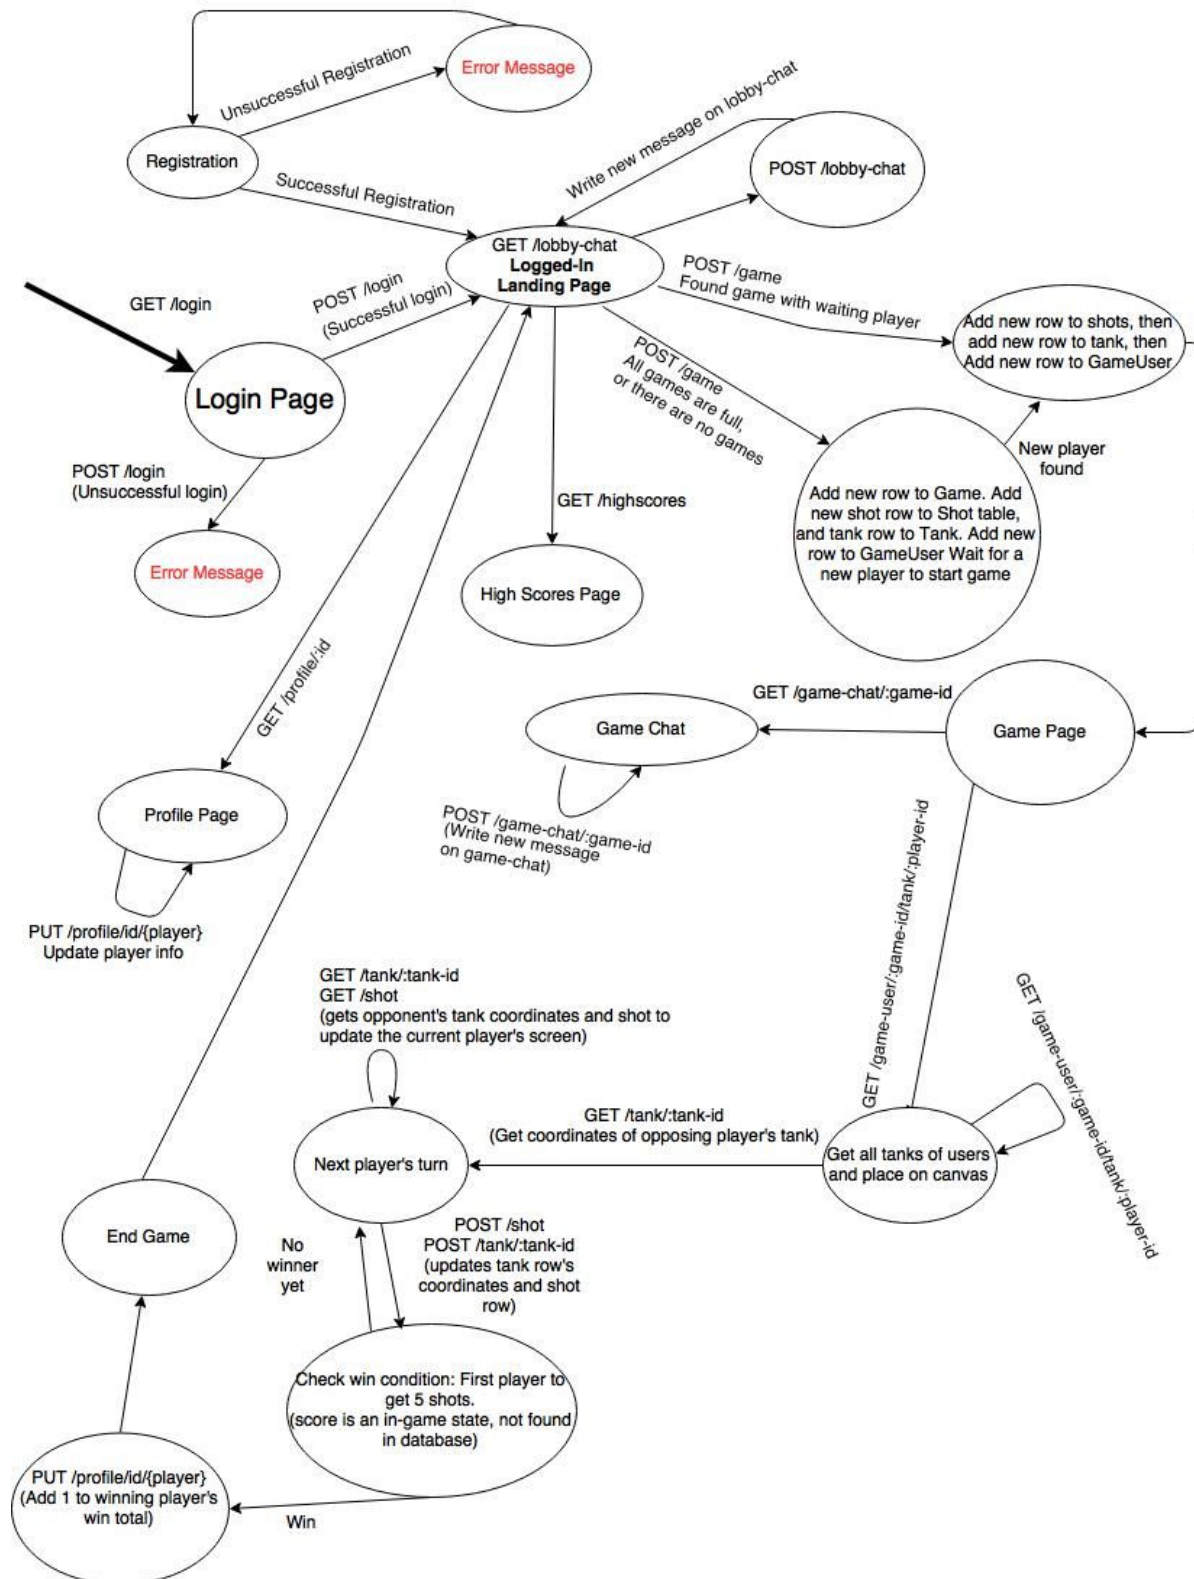 Error Message
Unsuccessful Registration
Registration
Successful Registration
Write new message on lobby-chat
POST /lobby-chat
GET /lobby-chat
Logged-In
Landing Page
GET /login
POST /login
(Successful login)
POST /game
Found game with waiting player
Add new row to shots, then
add new row to tank, then
Add new row to GameUser
Login Page
POST /game
All games are full,
or there are no games
New player
found
POST /login
(Unsuccessful login)
Error Message
GET /highscores
High Scores Page
Add new row to Game. Add
new shot row to Shot table,
and tank row to Tank. Add new
row to GameUser Wait for a
new player to start game
GET /profile/:id
GET /game-chat/:game-id
Game Chat
Game Page
POST /game-chat/:game-id
(Write new message
on game-chat)
Profile Page
PUT /profile/id/{player}
Update player info
GET /game-user/:game-id/tank/:player-id
GET /tank/:tank-id
GET /shot
(gets opponent's tank coordinates and shot to
update the current player's screen)
GET /game-user/:game-id/tank/:player-id
GET /tank/:tank-id
(Get coordinates of opposing player's tank)
Next player's turn
Get all tanks of users
and place on canvas
End Game
No
winner
yet
POST /shot
POST /tank/:tank-id
(updates tank row's
coordinates and shot
row)
Check win condition: First player to
get 5 shots.
(score is an in-game state, not found
in database)
PUT /profile/id/{player}
(Add 1 to winning player's
win total)
Win